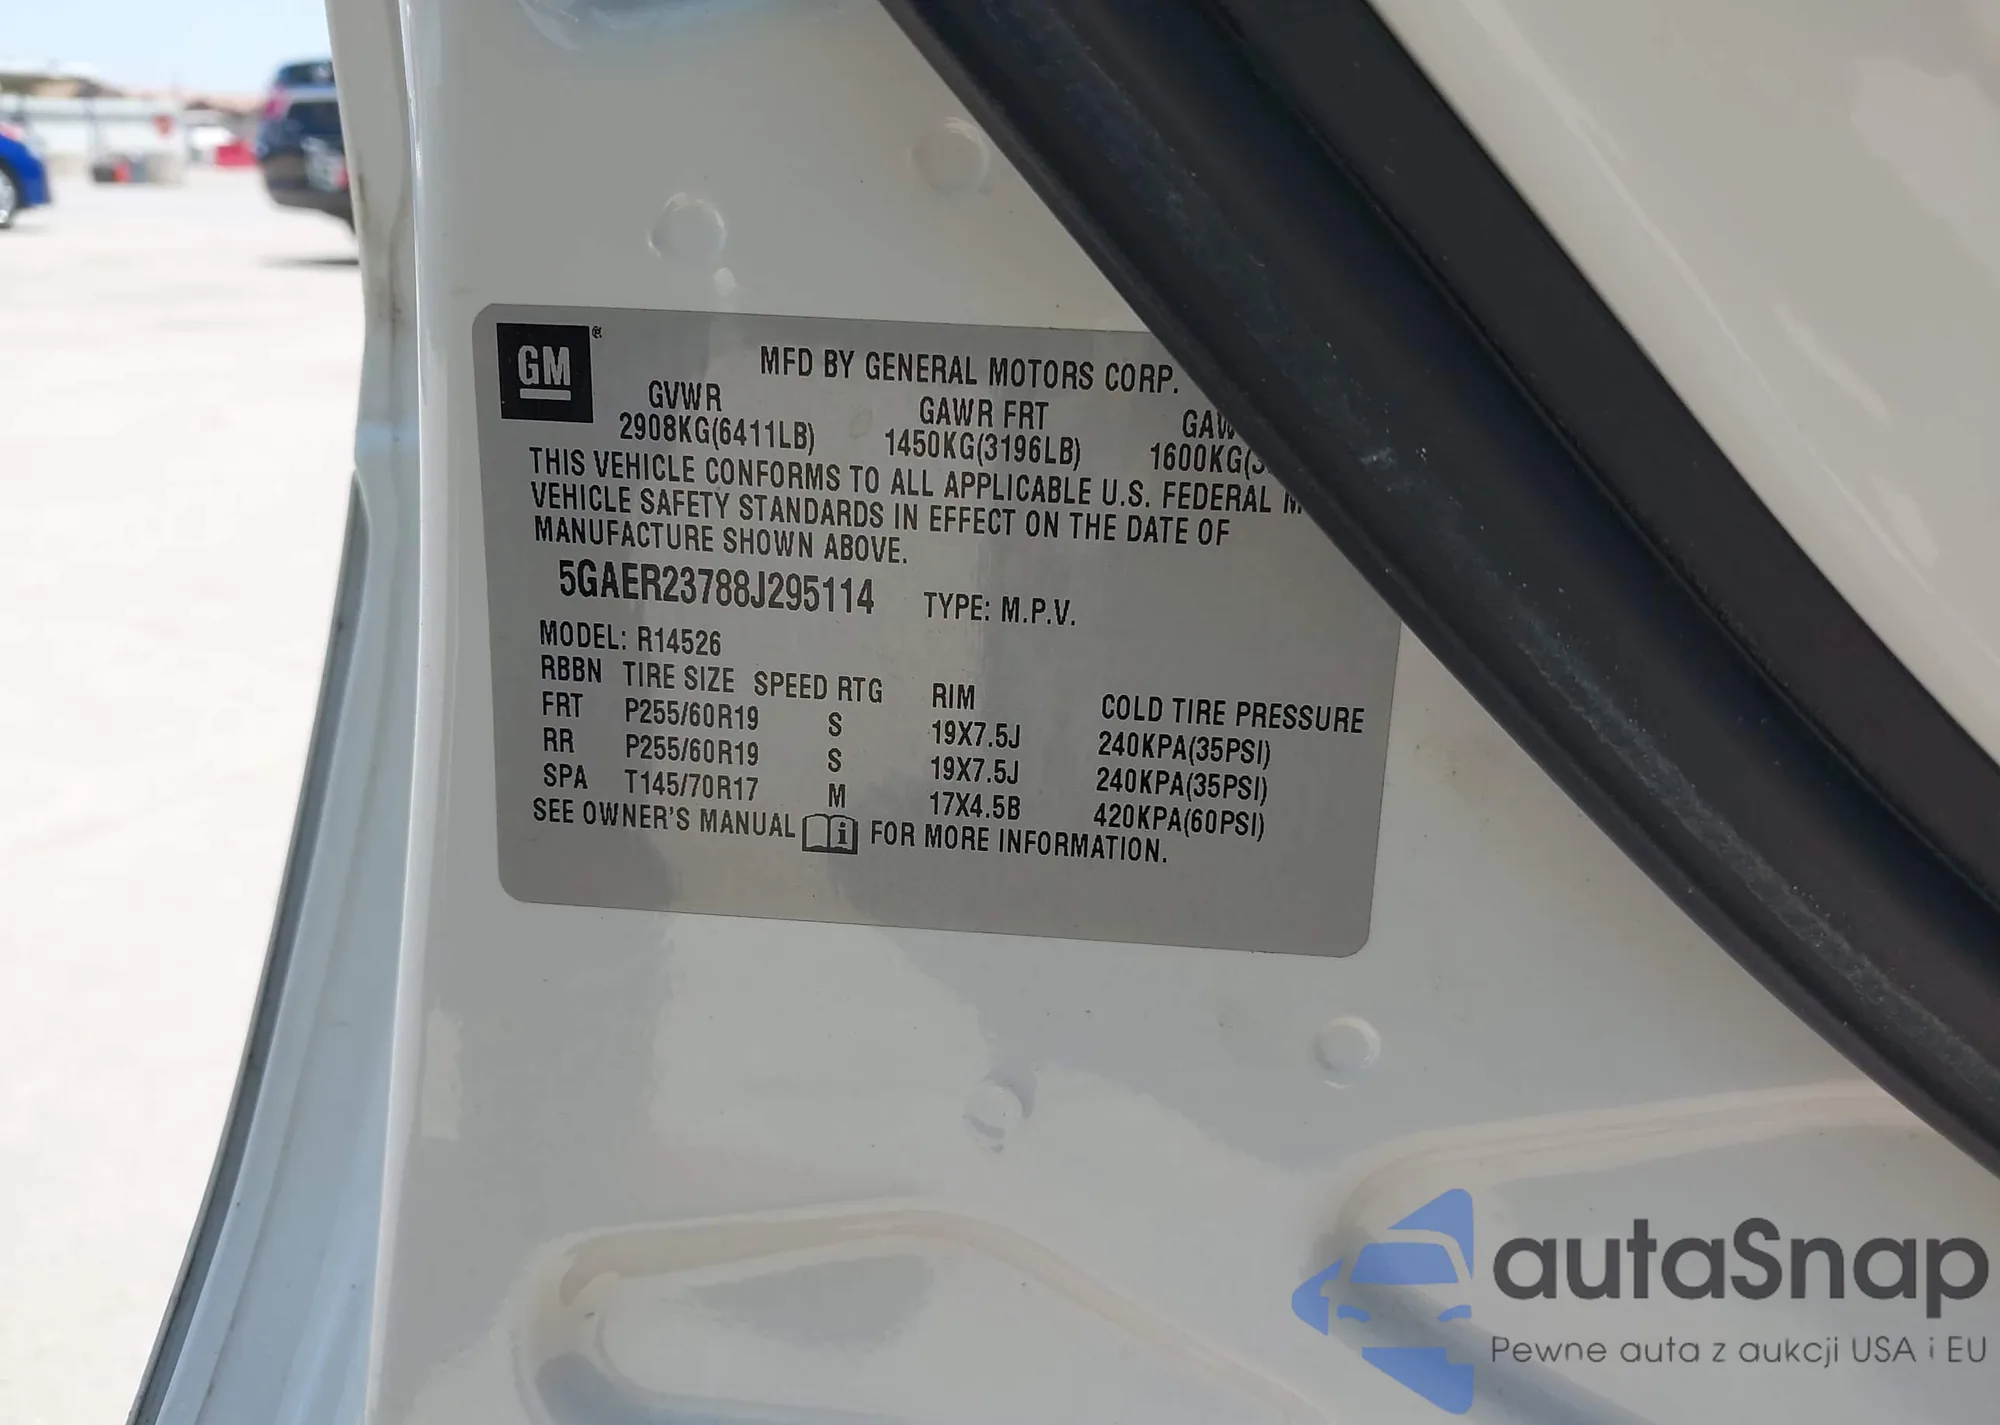 GM ®
MFD BY GENERAL MOTORS CORP.
GVWR GAWR FRT
2908KG(6411LB) 1450KG(3196LB) 1600KG(
THIS VEHICLE CONFORMS TO ALL APPLICABLE U.S. FEDERAL
VEHICLE SAFETY STANDARDS IN EFFECT ON THE DATE OF
MANUFACTURE SHOWN ABOVE.
5GAER23788J295114 TYPE: M.P.V.
MODEL: R14526
RBBN TIRE SIZE SPEED RTG RIM COLD TIRE PRESSURE
FRT P255/60R19 S 19X7.5J 240KPA(35PSI)
RR P255/60R19 S 19X7.5J 240KPA(35PSI)
SPA T145/70R17 M 17X4.5B 420KPA(60PSI)
SEE OWNER'S MANUAL i FOR MORE INFORMATION.
autaSnap
Pewne auta z aukcji USA i EU